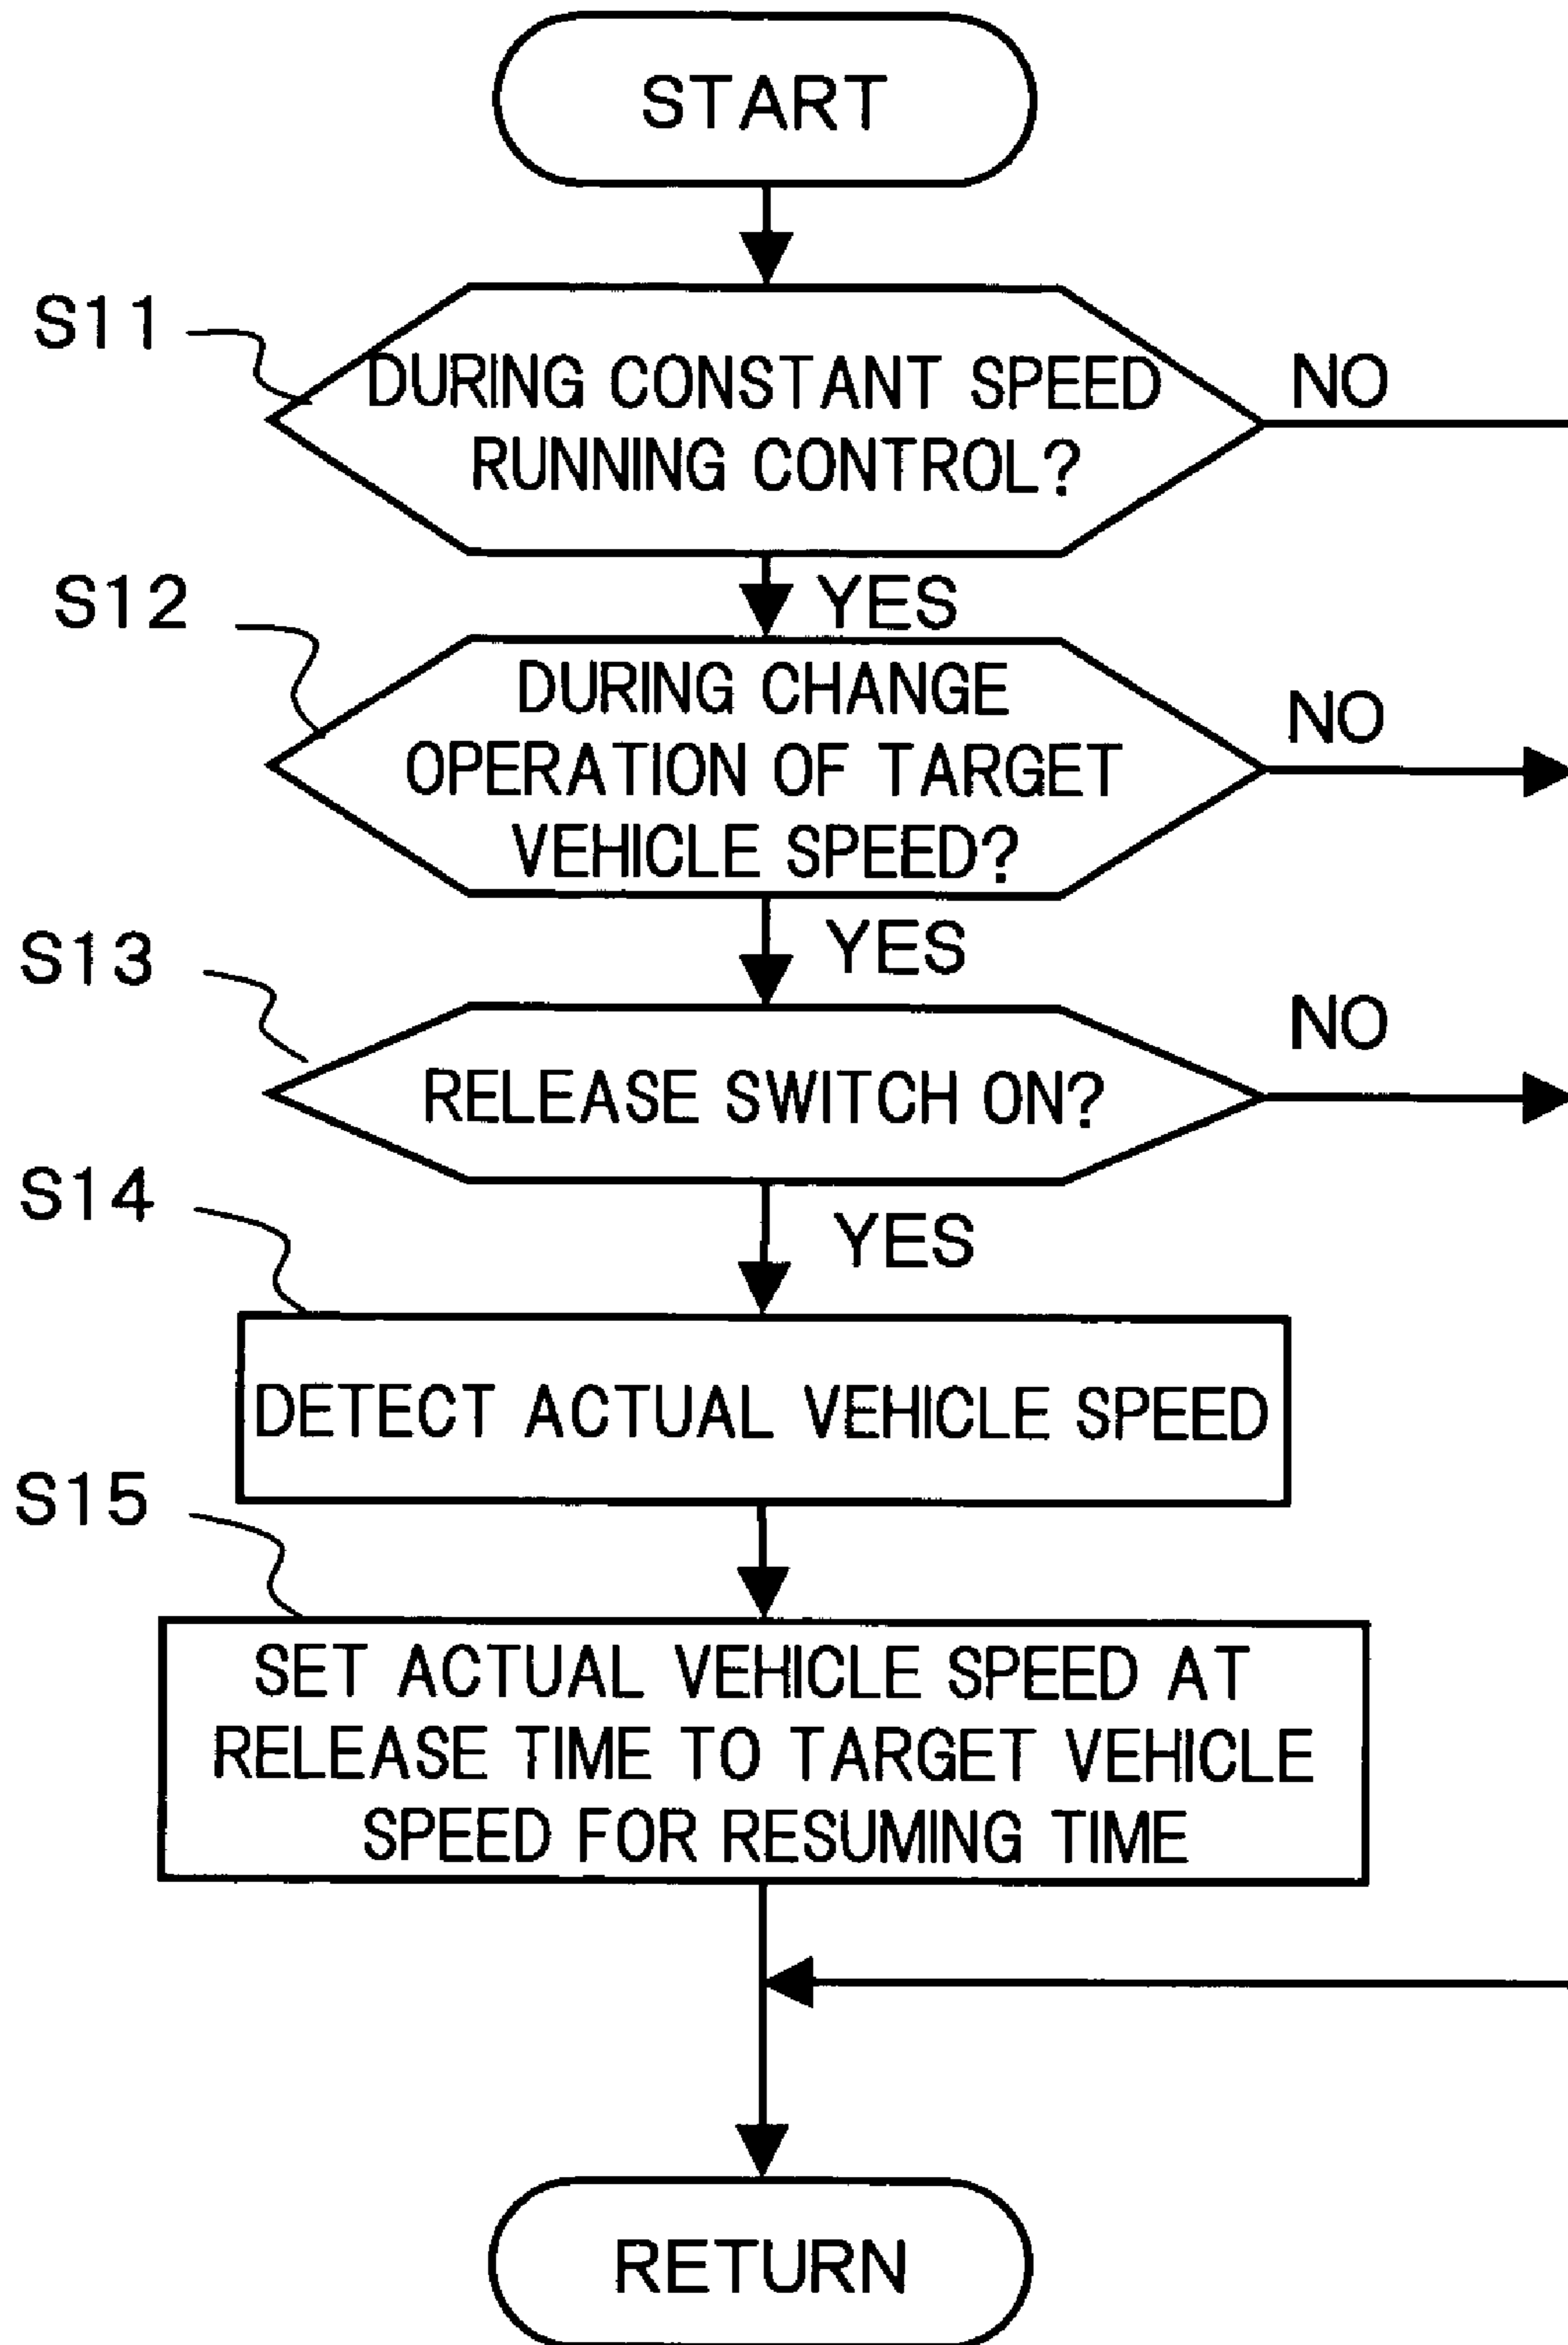 START
S11
DURING CONSTANT SPEED
RUNNING CONTROL?
NO
YES
S12
DURING CHANGE
OPERATION OF TARGET
VEHICLE SPEED?
NO
YES
S13
RELEASE SWITCH ON?
NO
YES
S14
DETECT ACTUAL VEHICLE SPEED
S15
SET ACTUAL VEHICLE SPEED AT
RELEASE TIME TO TARGET VEHICLE
SPEED FOR RESUMING TIME
RETURN